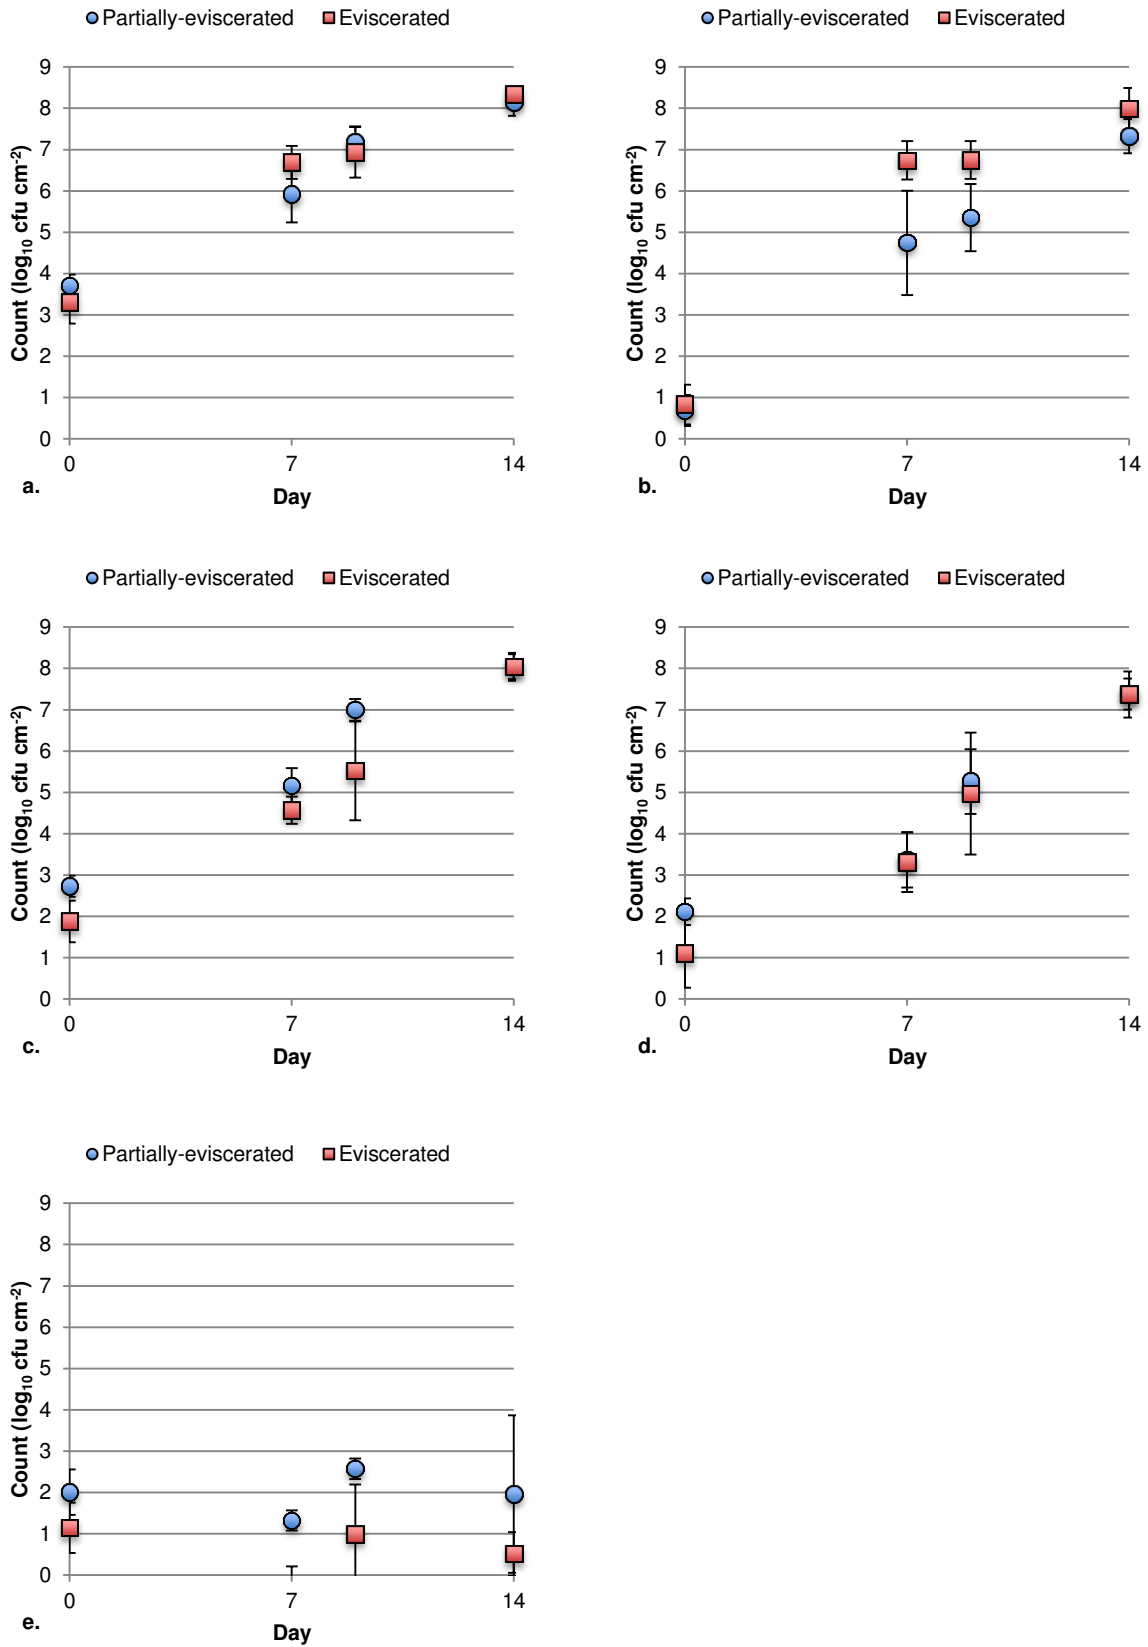 Partially-eviscerated Eviscerated
Partially-eviscerated Eviscerated
9
8
7
6
5
4
3
2
1
0
Count (log10 cfu cm-2)
0 7 14
a. Day
9
8
7
6
5
4
3
2
1
0
Count (log10 cfu cm-2)
0 7 14
b. Day
Partially-eviscerated Eviscerated
Partially-eviscerated Eviscerated
9
8
7
6
5
4
3
2
1
0
Count (log10 cfu cm-2)
0 7 14
c. Day
9
8
7
6
5
4
3
2
1
0
Count (log10 cfu cm-2)
0 7 14
d. Day
Partially-eviscerated Eviscerated
9
8
7
6
5
4
3
2
1
0
Count (log10 cfu cm-2)
0 7 14
e. Day